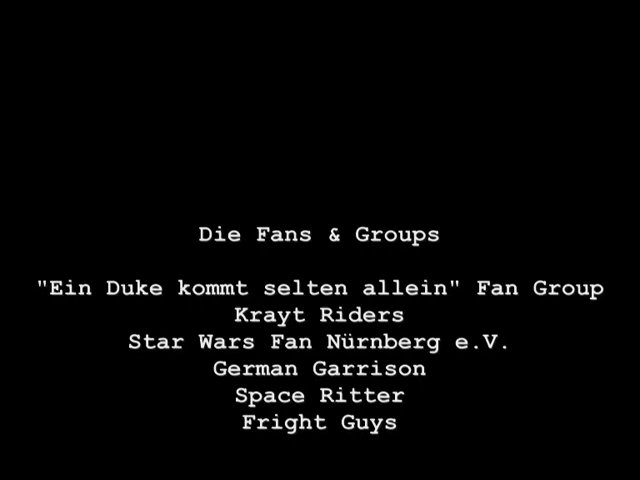 Die Fans & Groups
"Ein Duke kommt selten allein" Fan Group
Krayt Riders
Star Wars Fan Nürnberg e.V.
German Garrison
Space Ritter
Fright Guys